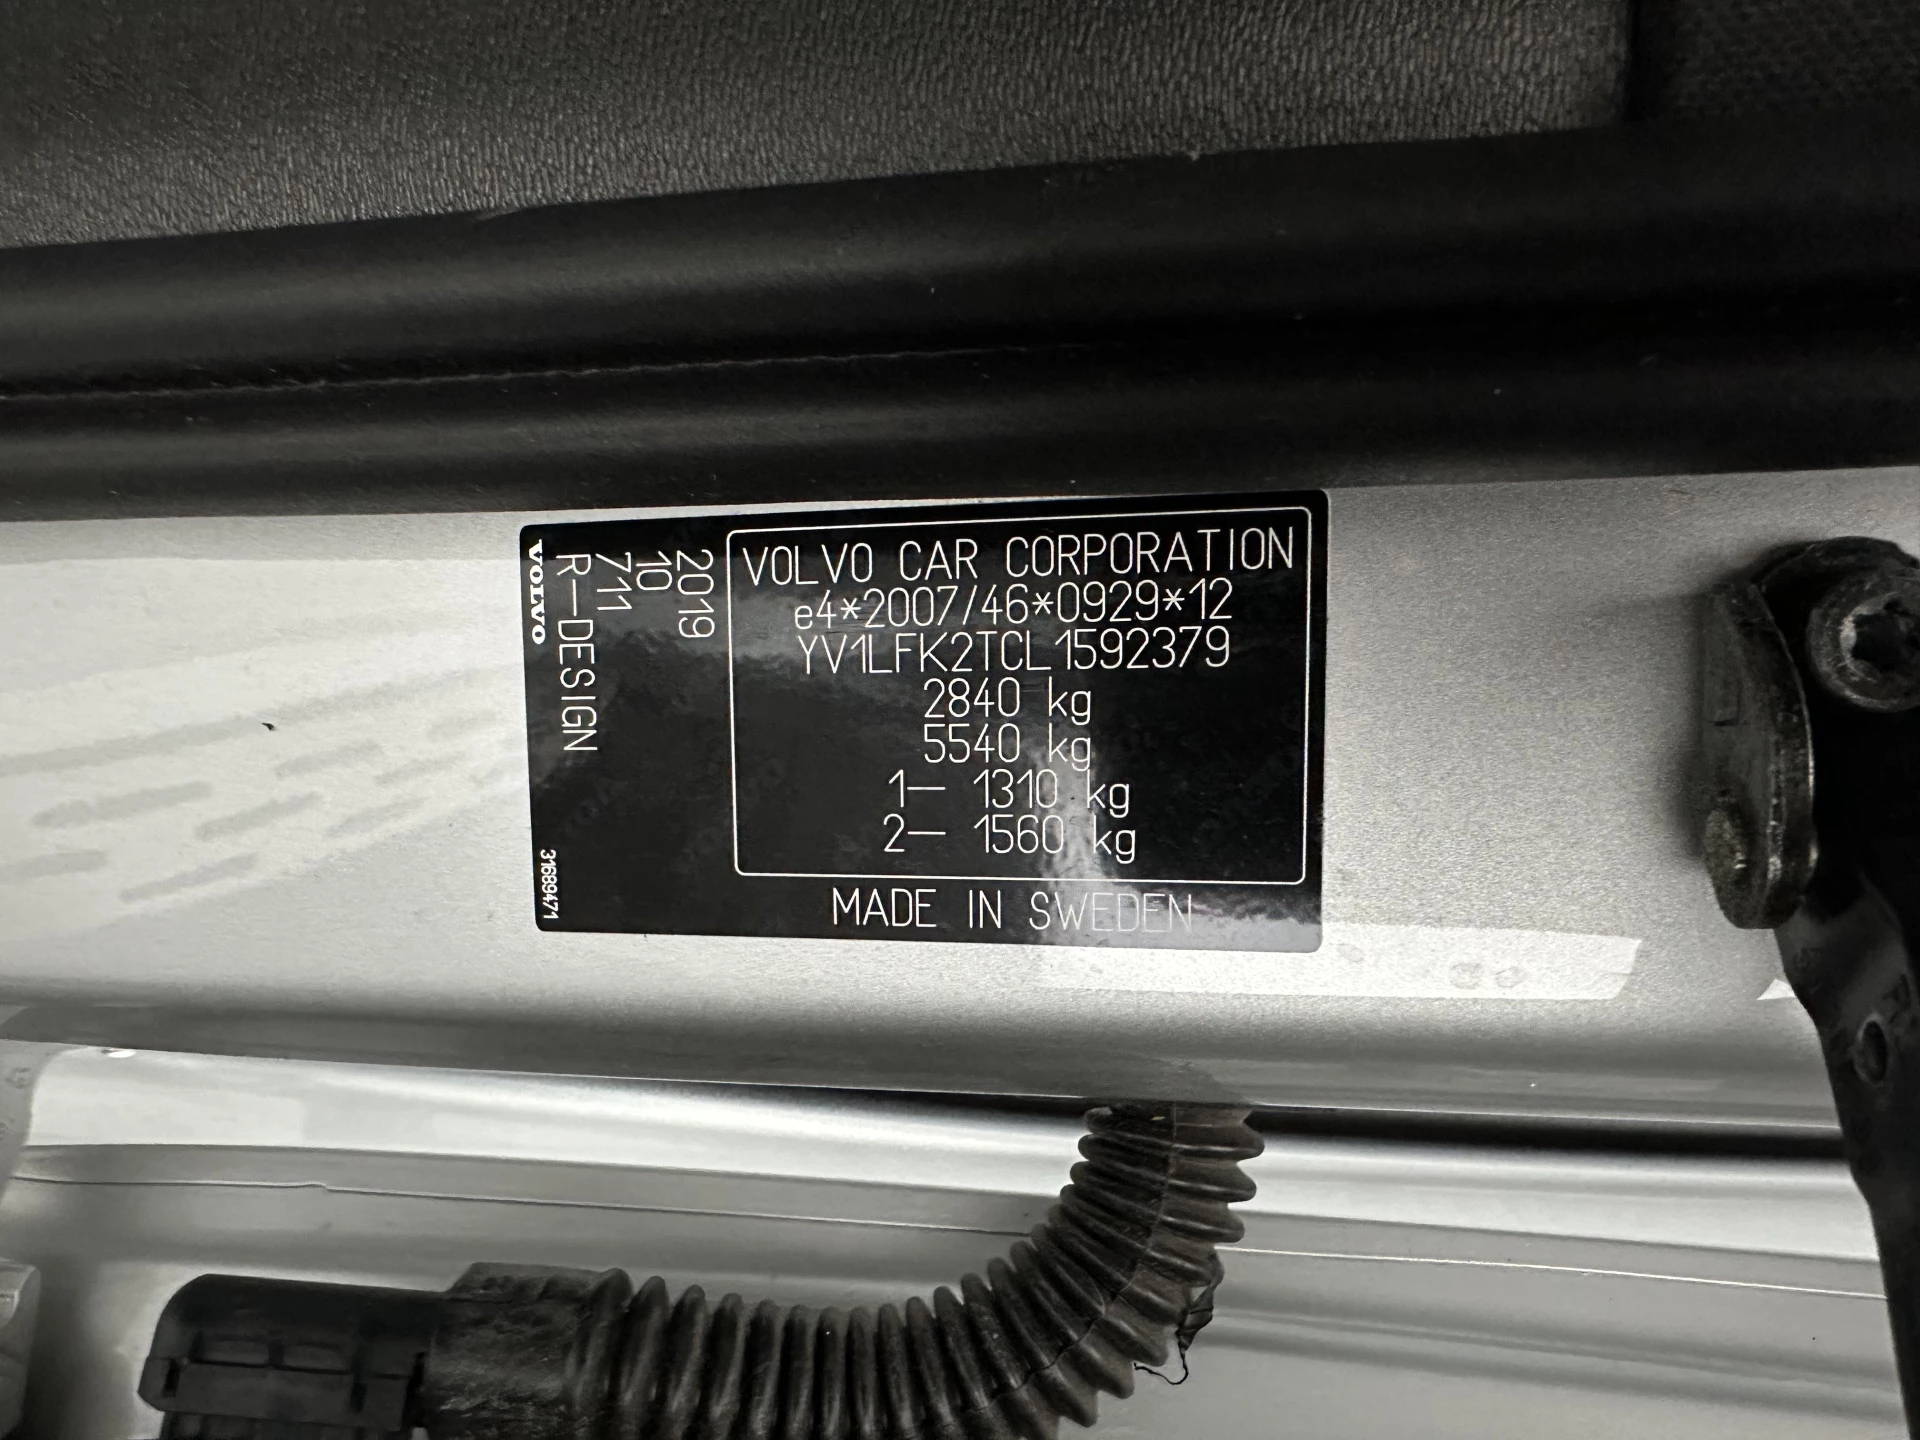 VOLVO CAR CORPORATION
e4*2007/46*0929*12
YV1LFK2TCL1592379
2840 kg
5540 kg
1– 1310 kg
2– 1560 kg
MADE IN SWEDEN
2019
10
711
R–DESIGN
VOLVO
31689471